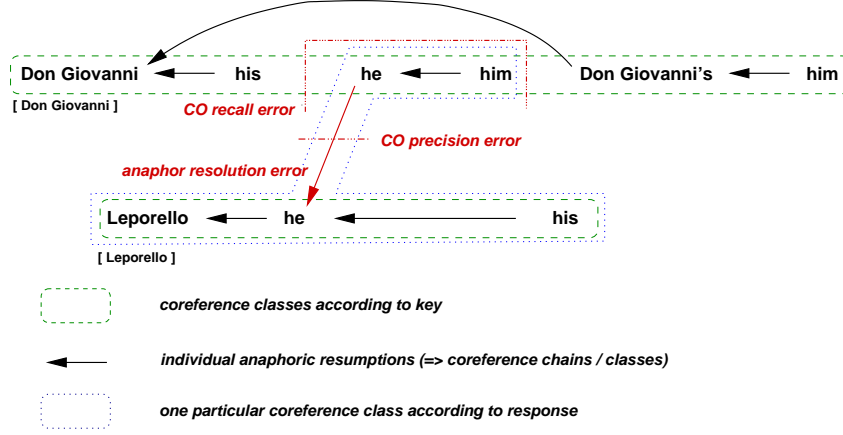 Don Giovanni his he him Don Giovanni's him
[ Don Giovanni ]
CO recall error
CO precision error
anaphor resolution error
Leporello he his
[ Leporello ]
coreference classes according to key
individual anaphoric resumptions (=> coreference chains / classes)
one particular coreference class according to response